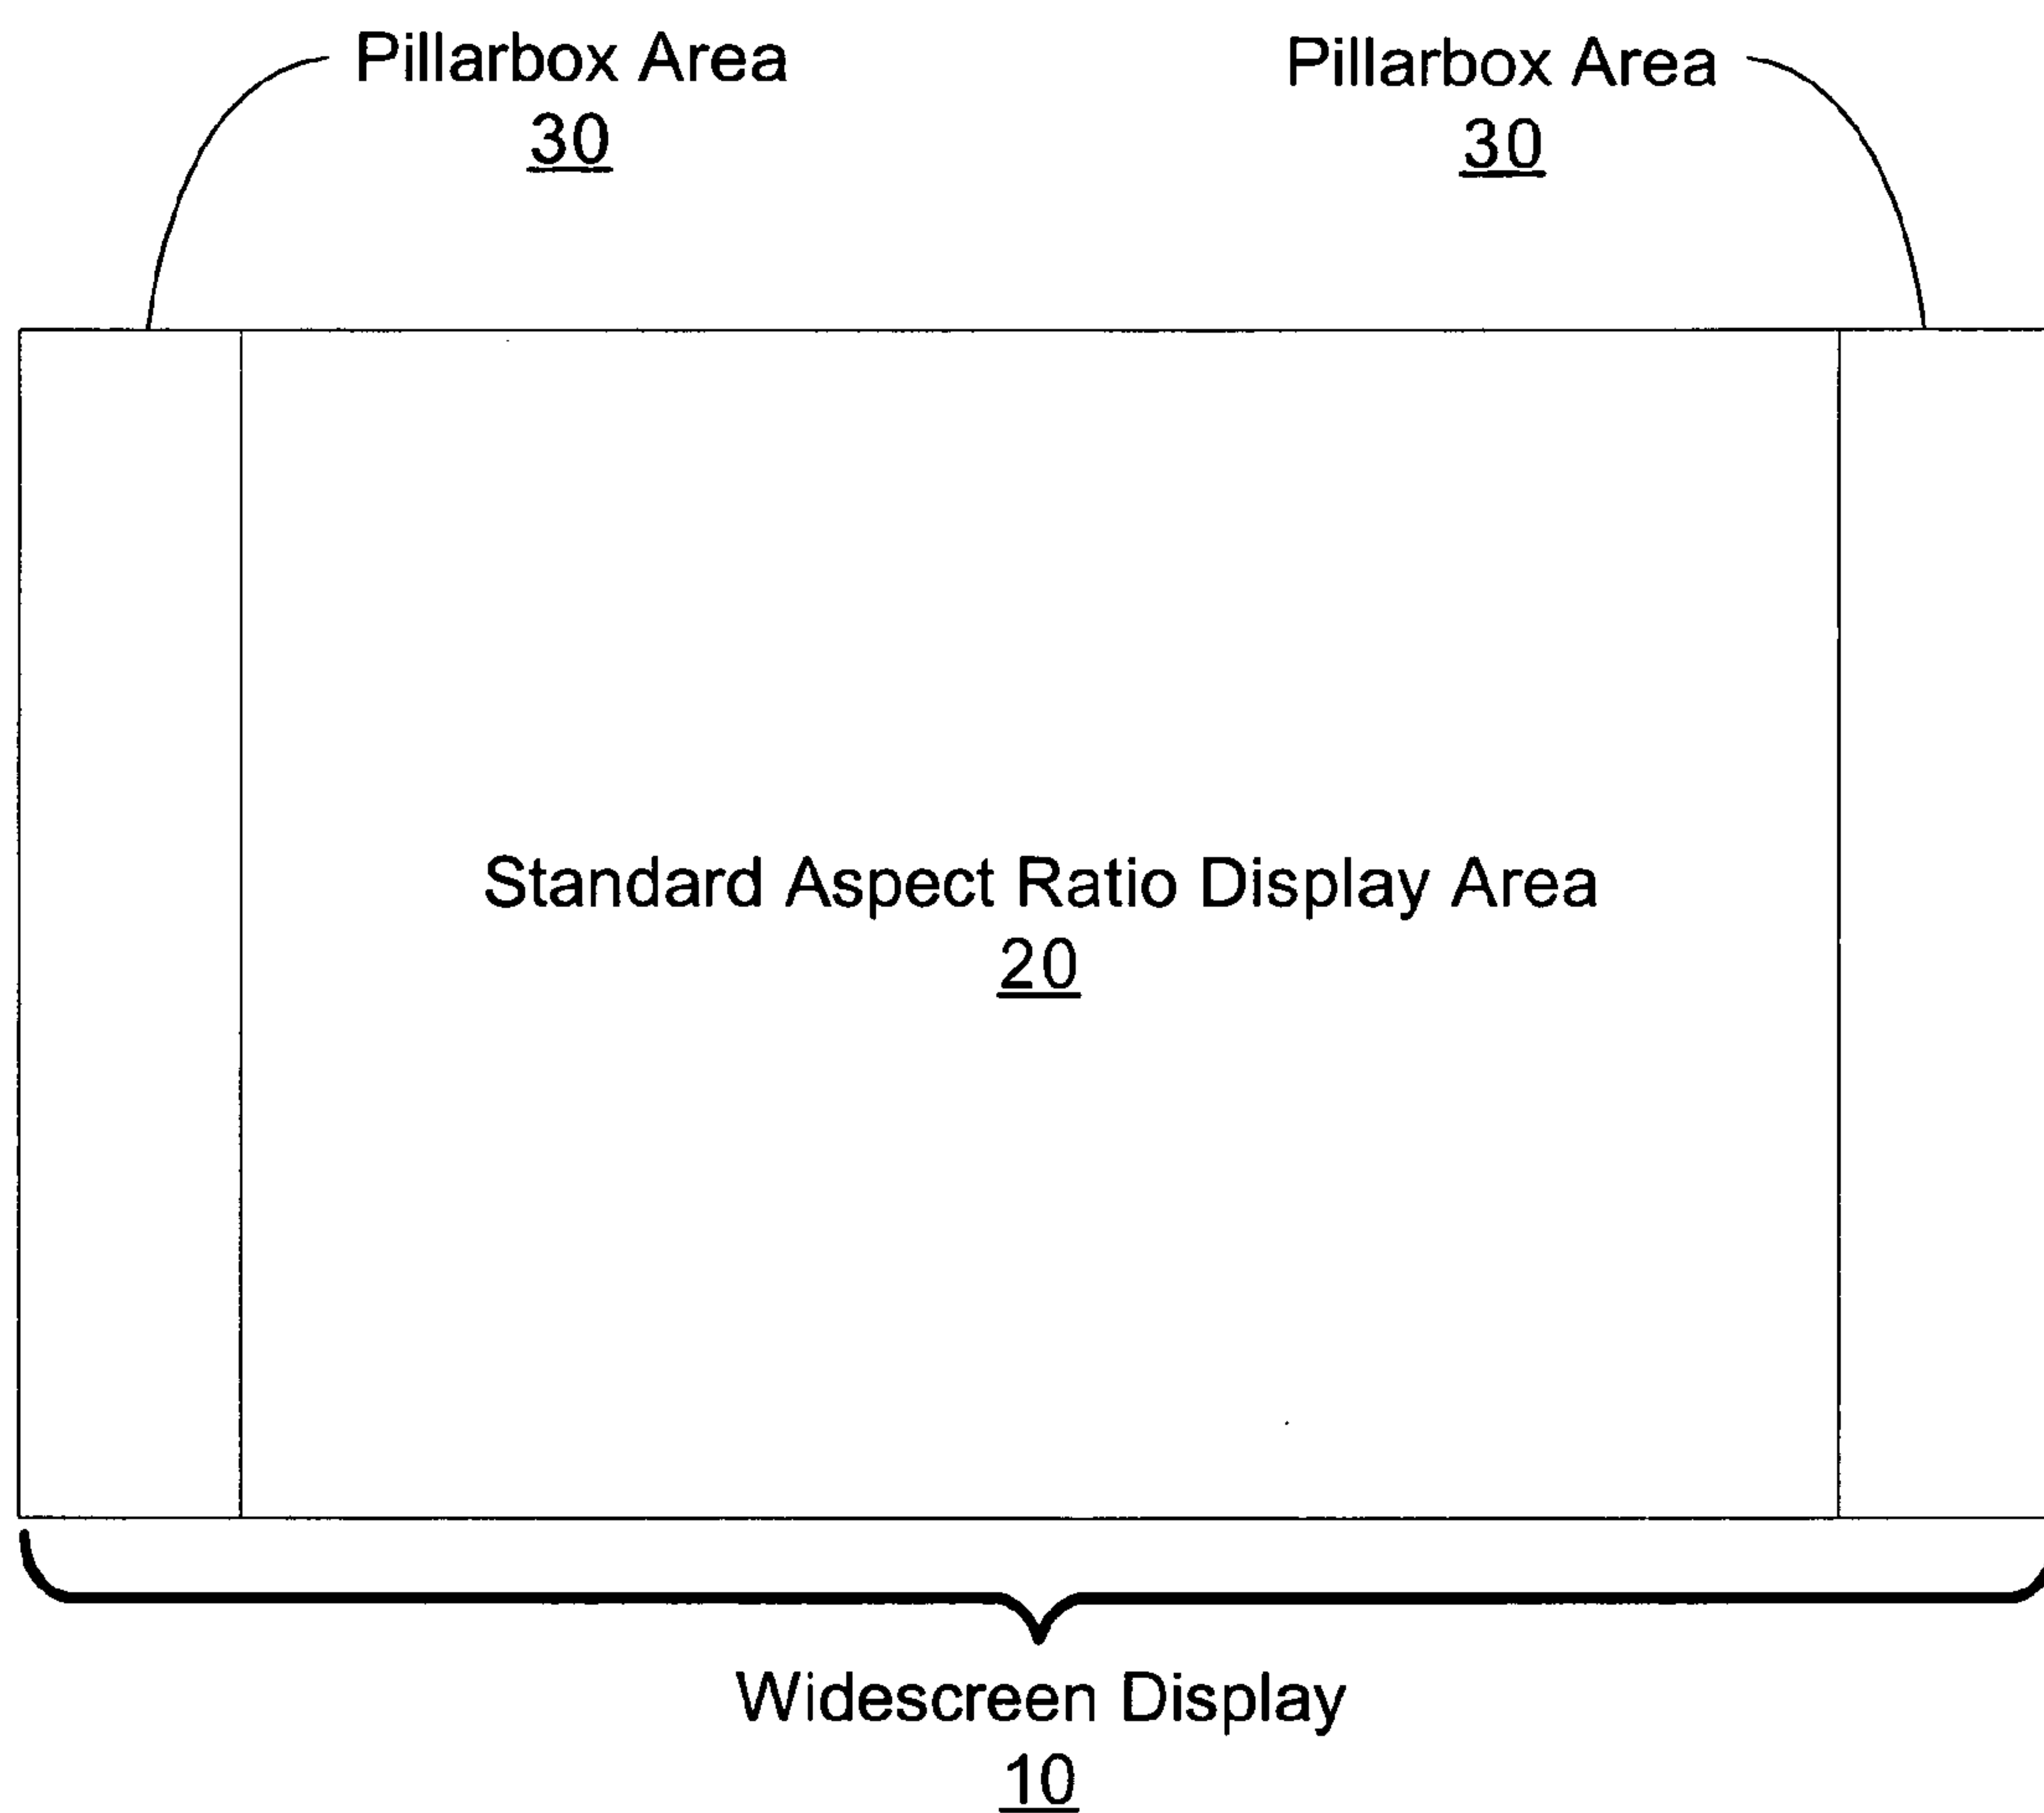 Pillarbox Area
30
Pillarbox Area
30
Standard Aspect Ratio Display Area
20
Widescreen Display
10